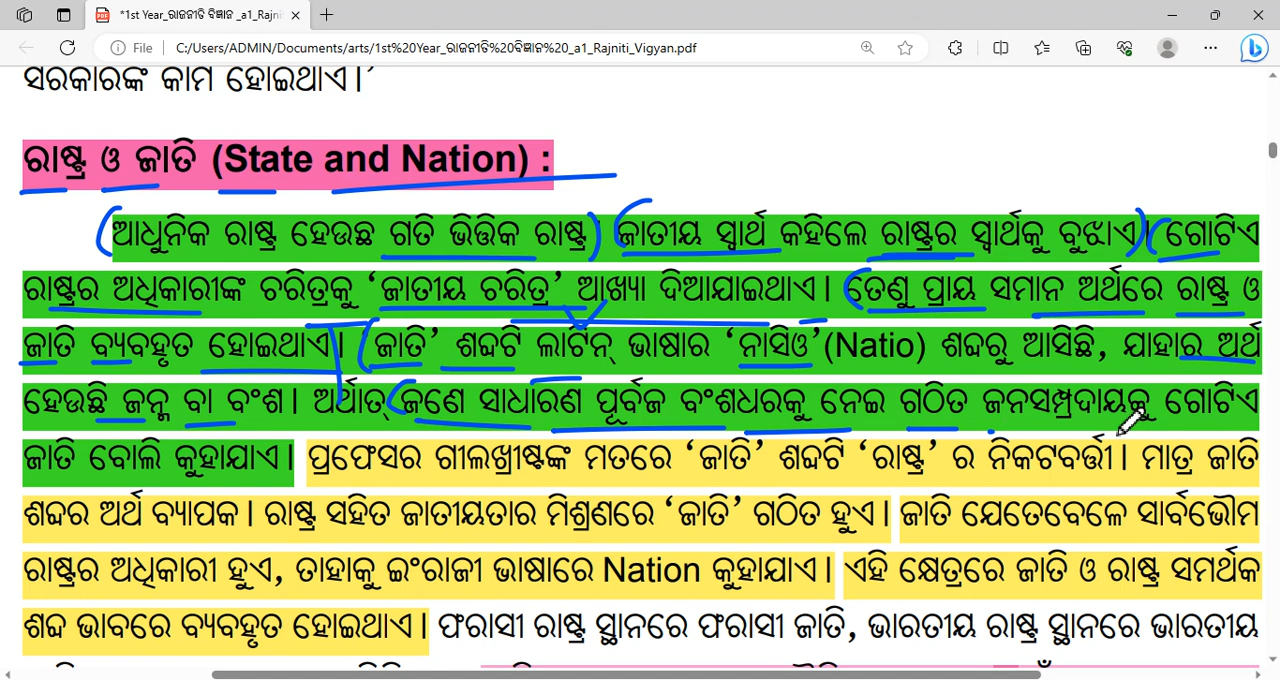 *1st Year_ରାଜନୀତି ବିଜ୍ଞାନ _a1_Rajni
File C:/Users/ADMIN/Documents/arts/1st%20Year_ରାଜନୀତି%20ବିଜ୍ଞାନ%20_a1_Rajniti_Vigyan.pdf
ସରକାରଙ୍କ କାମ ହୋଇଥାଏ।’
ରାଷ୍ଟ୍ର ଓ ଜାତି (State and Nation) :
ଆଧୁନିକ ରାଷ୍ଟ୍ର ହେଉଛି ଗତି ଭିତ୍ତିକ ରାଷ୍ଟ୍ର। ଜାତୀୟ ସ୍ୱାର୍ଥ କହିଲେ ରାଷ୍ଟ୍ରର ସ୍ୱାର୍ଥକୁ ବୁଝାଏ। ଗୋଟିଏ
ରାଷ୍ଟ୍ରର ଅଧିକାରୀଙ୍କ ଚରିତ୍ରକୁ ‘ଜାତୀୟ ଚରିତ୍ର’ ଆଖ୍ୟା ଦିଆଯାଇଥାଏ। ତେଣୁ ପ୍ରାୟ ସମାନ ଅର୍ଥରେ ରାଷ୍ଟ୍ର ଓ
ଜାତି ବ୍ୟବହୃତ ହୋଇଥାଏ। ‘ଜାତି’ ଶବ୍ଦଟି ଲାଟିନ୍ ଭାଷାର ‘ନାସିଓ’(Natio) ଶବ୍ଦରୁ ଆସିଛି, ଯାହାର ଅର୍ଥ
ହେଉଛି ଜନ୍ମ ବା ବଂଶ। ଅର୍ଥାତ୍ ଜଣେ ସାଧାରଣ ପୂର୍ବଜ ବଂଶଧରକୁ ନେଇ ଗଠିତ ଜନସମ୍ପ୍ରଦାୟକୁ ଗୋଟିଏ
ଜାତି ବୋଲି କୁହାଯାଏ। ପ୍ରଫେସର ଗୀଲଖ୍ରୀଷ୍ଟଙ୍କ ମତରେ ‘ଜାତି’ ଶବ୍ଦଟି ‘ରାଷ୍ଟ୍ର’ ର ନିକଟବର୍ତ୍ତୀ। ମାତ୍ର ଜାତି
ଶବ୍ଦର ଅର୍ଥ ବ୍ୟାପକ। ରାଷ୍ଟ୍ର ସହିତ ଜାତୀୟତାର ମିଶ୍ରଣରେ ‘ଜାତି’ ଗଠିତ ହୁଏ। ଜାତି ଯେତେବେଳେ ସାର୍ବଭୌମ
ରାଷ୍ଟ୍ରର ଅଧିକାରୀ ହୁଏ, ତାହାକୁ ଇଂରାଜୀ ଭାଷାରେ Nation କୁହାଯାଏ। ଏହି କ୍ଷେତ୍ରରେ ଜାତି ଓ ରାଷ୍ଟ୍ର ସମର୍ଥକ
ଶବ୍ଦ ଭାବରେ ବ୍ୟବହୃତ ହୋଇଥାଏ। ଫରାସୀ ରାଷ୍ଟ୍ର ସ୍ଥାନରେ ଫରାସୀ ଜାତି, ଭାରତୀୟ ରାଷ୍ଟ୍ର ସ୍ଥାନରେ ଭାରତୀୟ